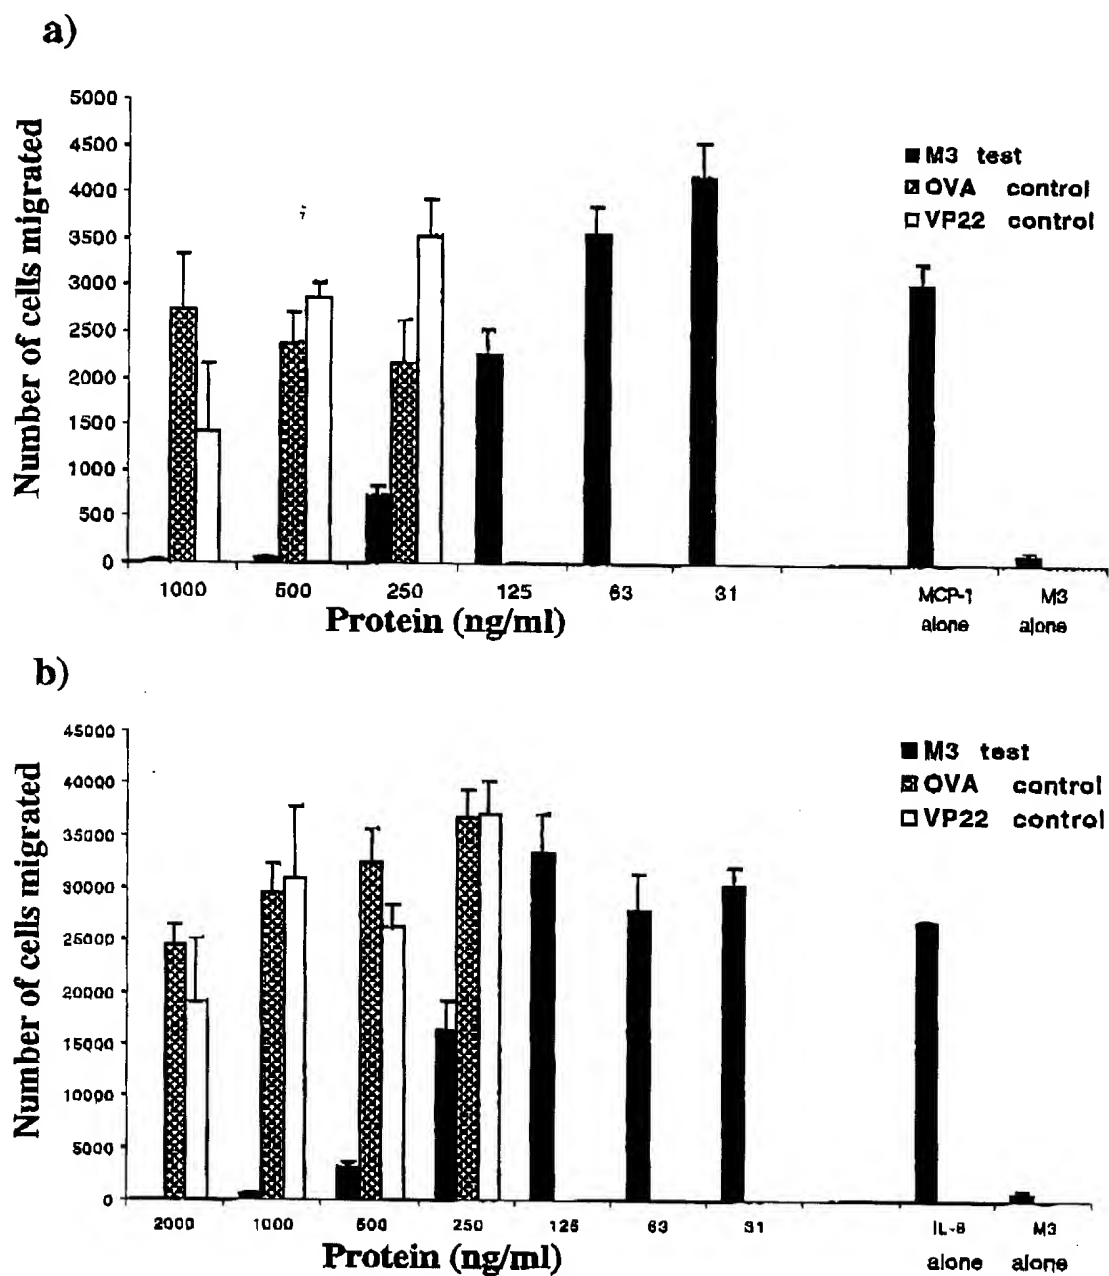 a)
Number of cells migrated
5000
4500
4000
3500
3000
2500
2000
1500
1000
500
0
M3 test
OVA control
VP22 control
1000 500 250 125 63 31 MCP-1 alone M3 alone
Protein (ng/ml)
b)
Number of cells migrated
45000
40000
35000
30000
25000
20000
15000
10000
5000
0
M3 test
OVA control
VP22 control
2000 1000 500 250 125 63 31 IL-8 alone M3 alone
Protein (ng/ml)